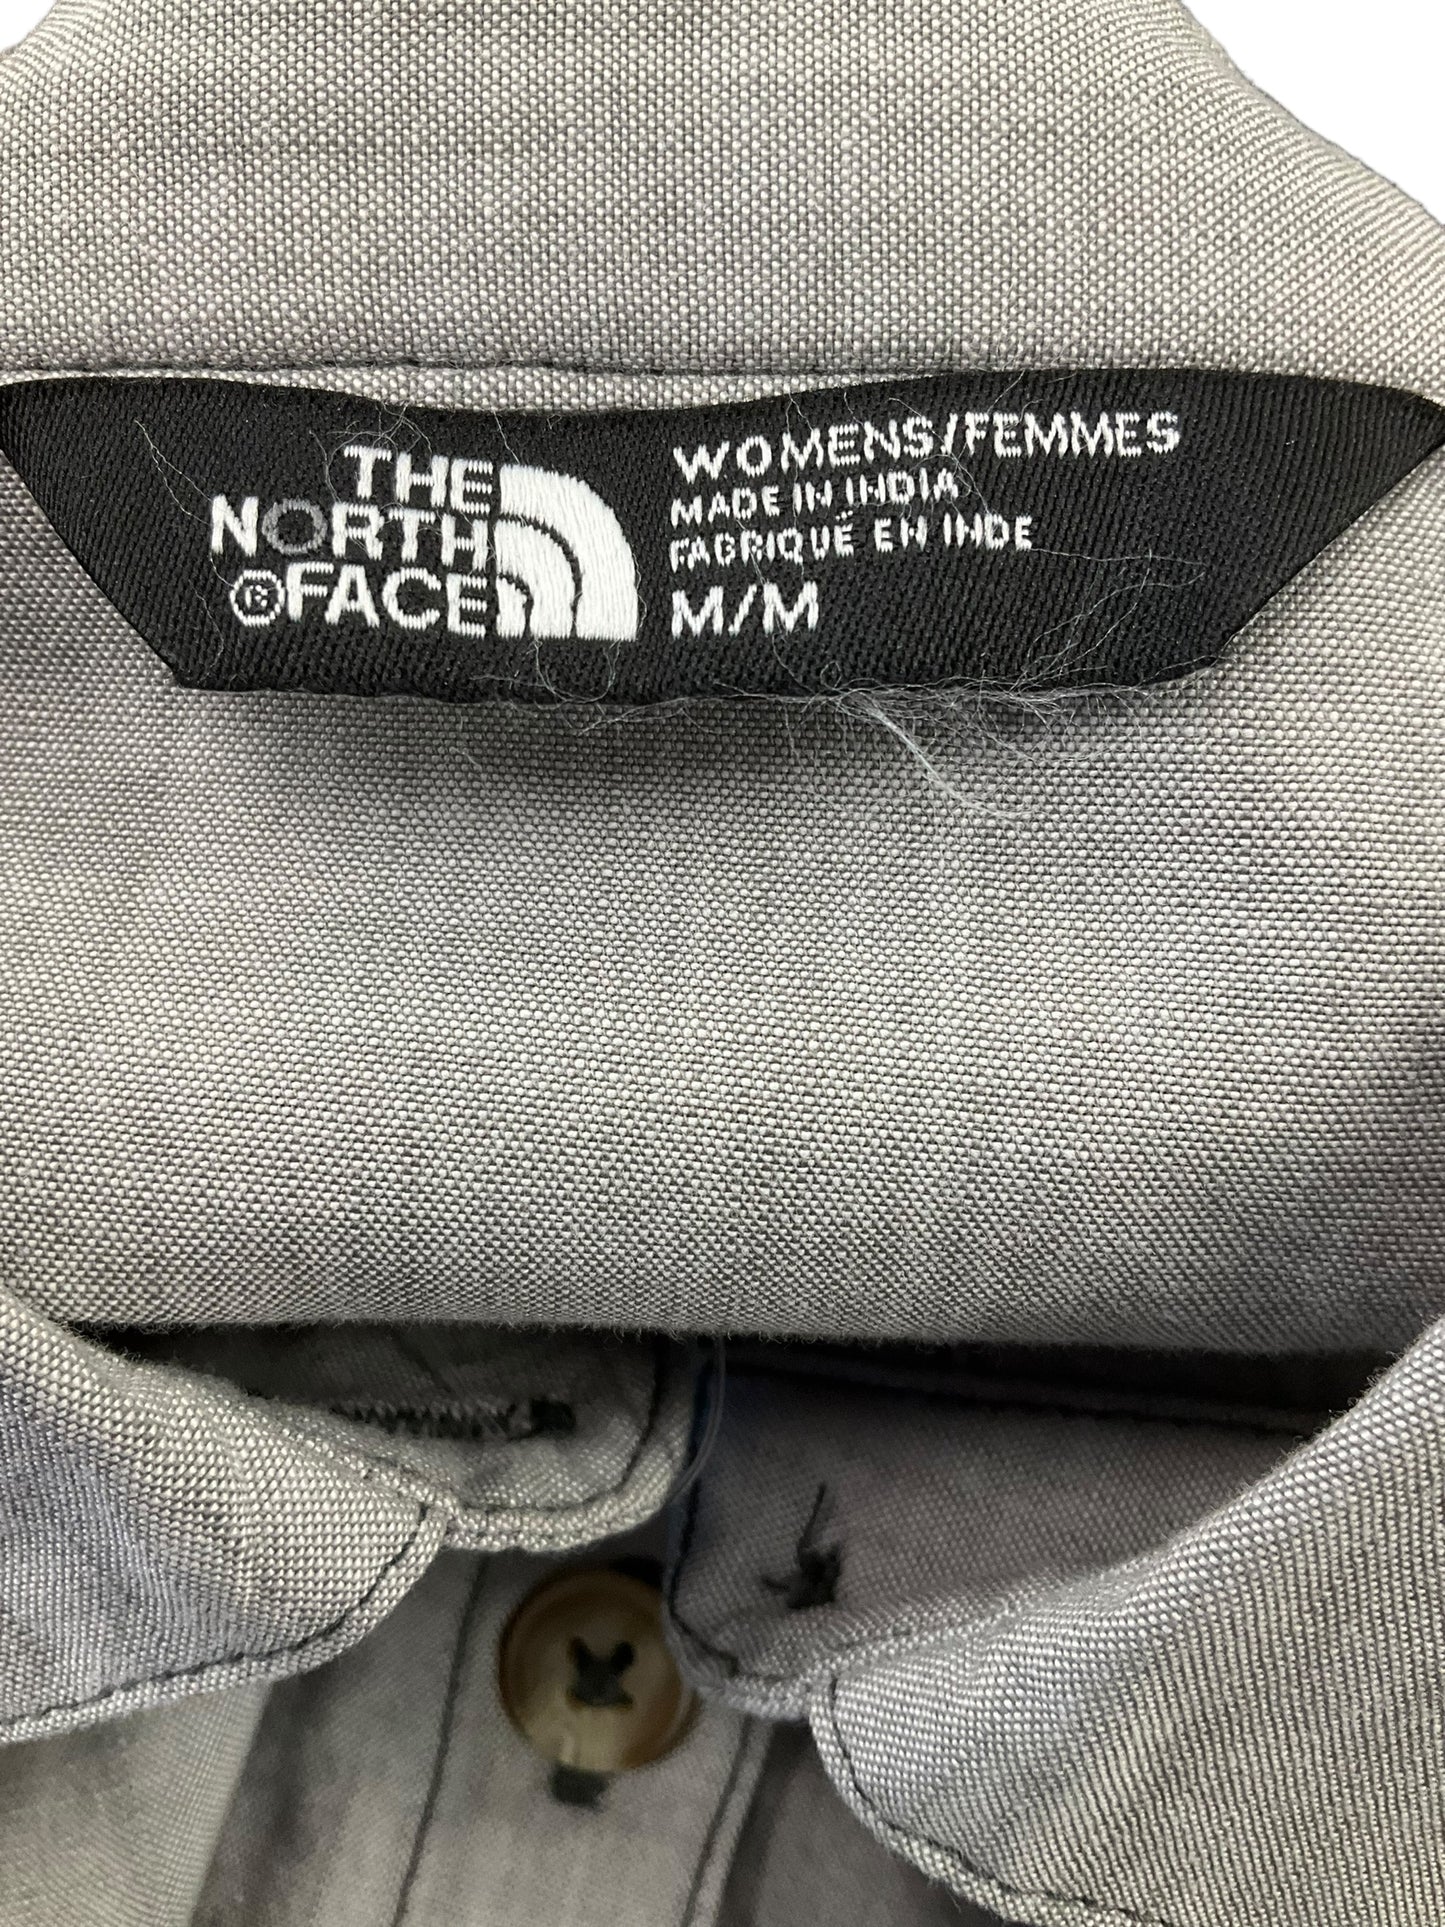 THE
NORTH
® FACE
WOMENS/FEMMES
MADE IN INDIA
FABRIQUÉ EN INDE
M/M